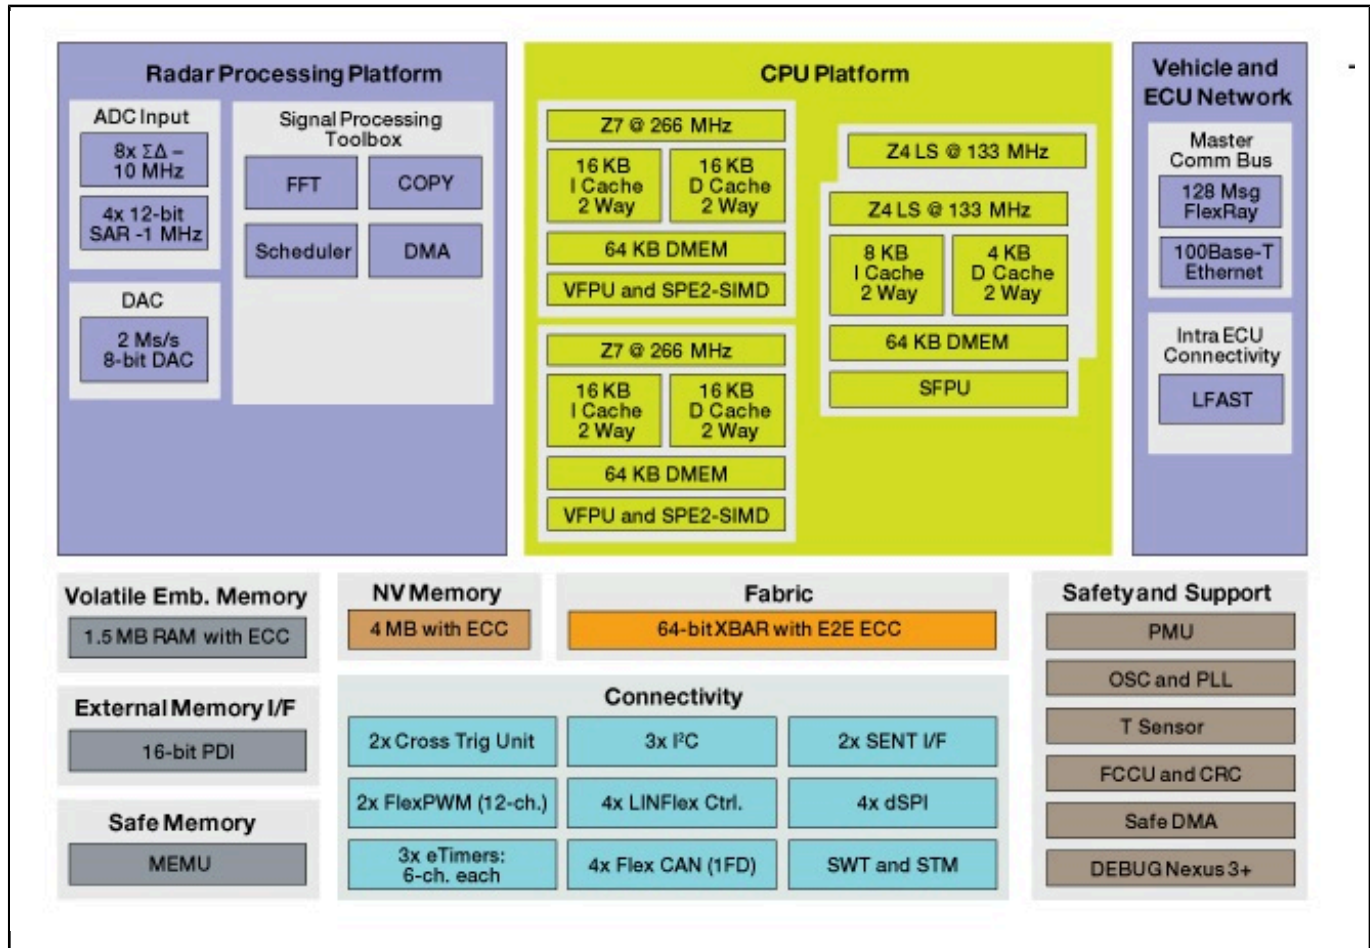 Radar Processing Platform
ADC Input
8x ΣΔ –
10 MHz
4x 12-bit
SAR -1 MHz
DAC
2 Ms/s
8-bit DAC
Signal Processing
Toolbox
FFT
COPY
Scheduler
DMA
CPU Platform
Z7 @ 266 MHz
16 KB
I Cache
2 Way
16 KB
D Cache
2 Way
64 KB DMEM
VFPU and SPE2-SIMD
Z7 @ 266 MHz
16 KB
I Cache
2 Way
16 KB
D Cache
2 Way
64 KB DMEM
VFPU and SPE2-SIMD
Z4 LS @ 133 MHz
Z4 LS @ 133 MHz
8 KB
I Cache
2 Way
4 KB
D Cache
2 Way
64 KB DMEM
SFPU
Vehicle and
ECU Network
Master
Comm Bus
128 Msg
FlexRay
100Base-T
Ethernet
Intra ECU
Connectivity
LFAST
Volatile Emb. Memory
1.5 MB RAM with ECC
External Memory I/F
16-bit PDI
Safe Memory
MEMU
NV Memory
4 MB with ECC
Fabric
64-bit XBAR with E2E ECC
Connectivity
2x Cross Trig Unit
3x I²C
2x SENT I/F
2x FlexPWM (12-ch.)
4x LINFlex Ctrl.
4x dSPI
3x eTimers:
6-ch. each
4x Flex CAN (1FD)
SWT and STM
Safety and Support
PMU
OSC and PLL
T Sensor
FCCU and CRC
Safe DMA
DEBUG Nexus 3+